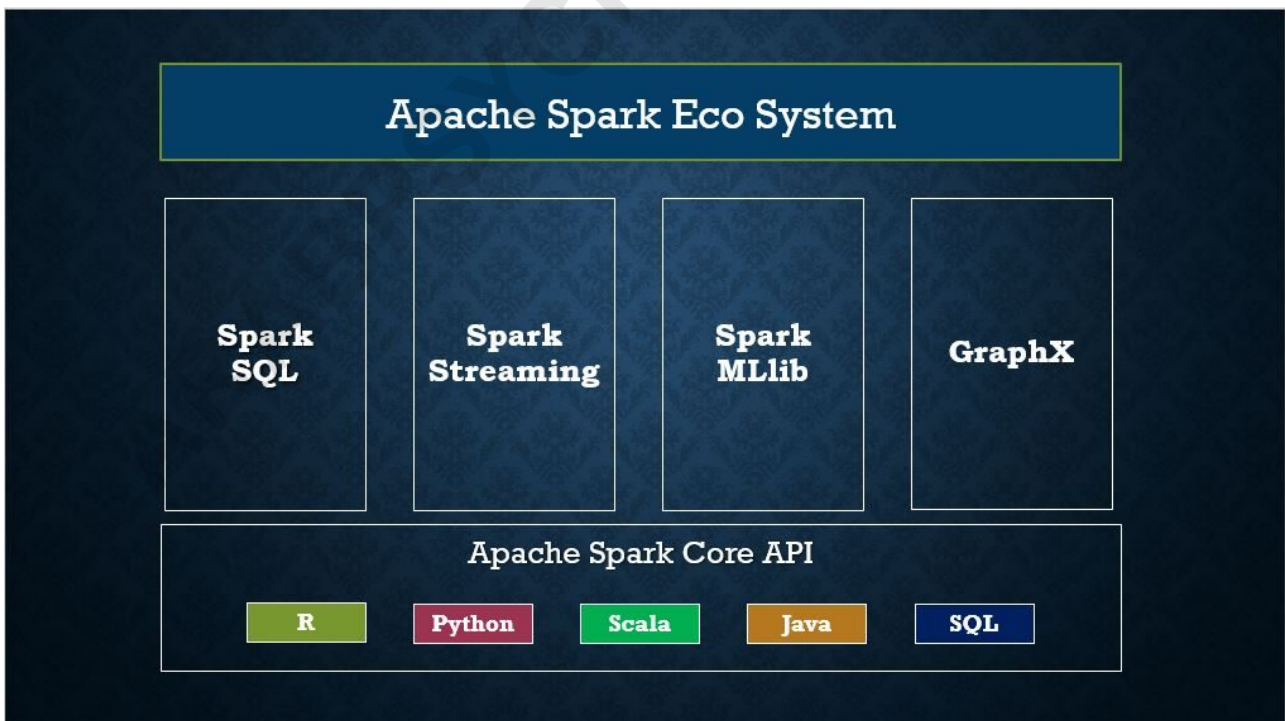 Apache Spark Eco System
Spark
SQL
Spark
Streaming
Spark
MLlib
GraphX
Apache Spark Core API
R
Python
Scala
Java
SQL